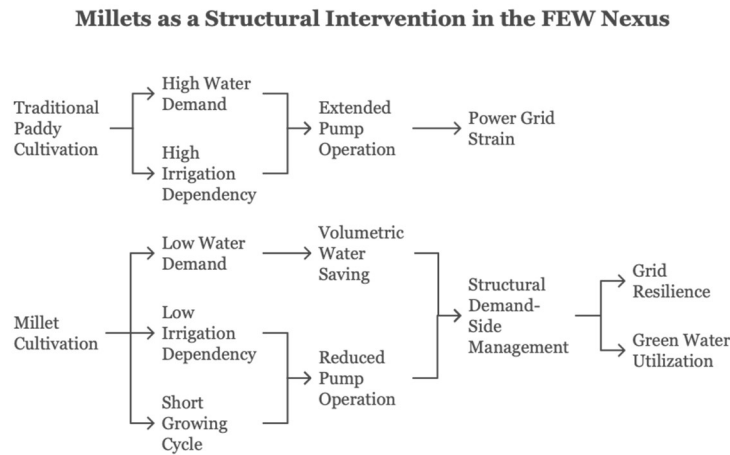 Millets as a Structural Intervention in the FEW Nexus
Traditional
Paddy
Cultivation
High Water
Demand
High
Irrigation
Dependency
Extended
Pump
Operation
Power Grid
Strain
Millet
Cultivation
Low Water
Demand
Low
Irrigation
Dependency
Short
Growing
Cycle
Volumetric
Water
Saving
Reduced
Pump
Operation
Structural
Demand-
Side
Management
Grid
Resilience
Green Water
Utilization